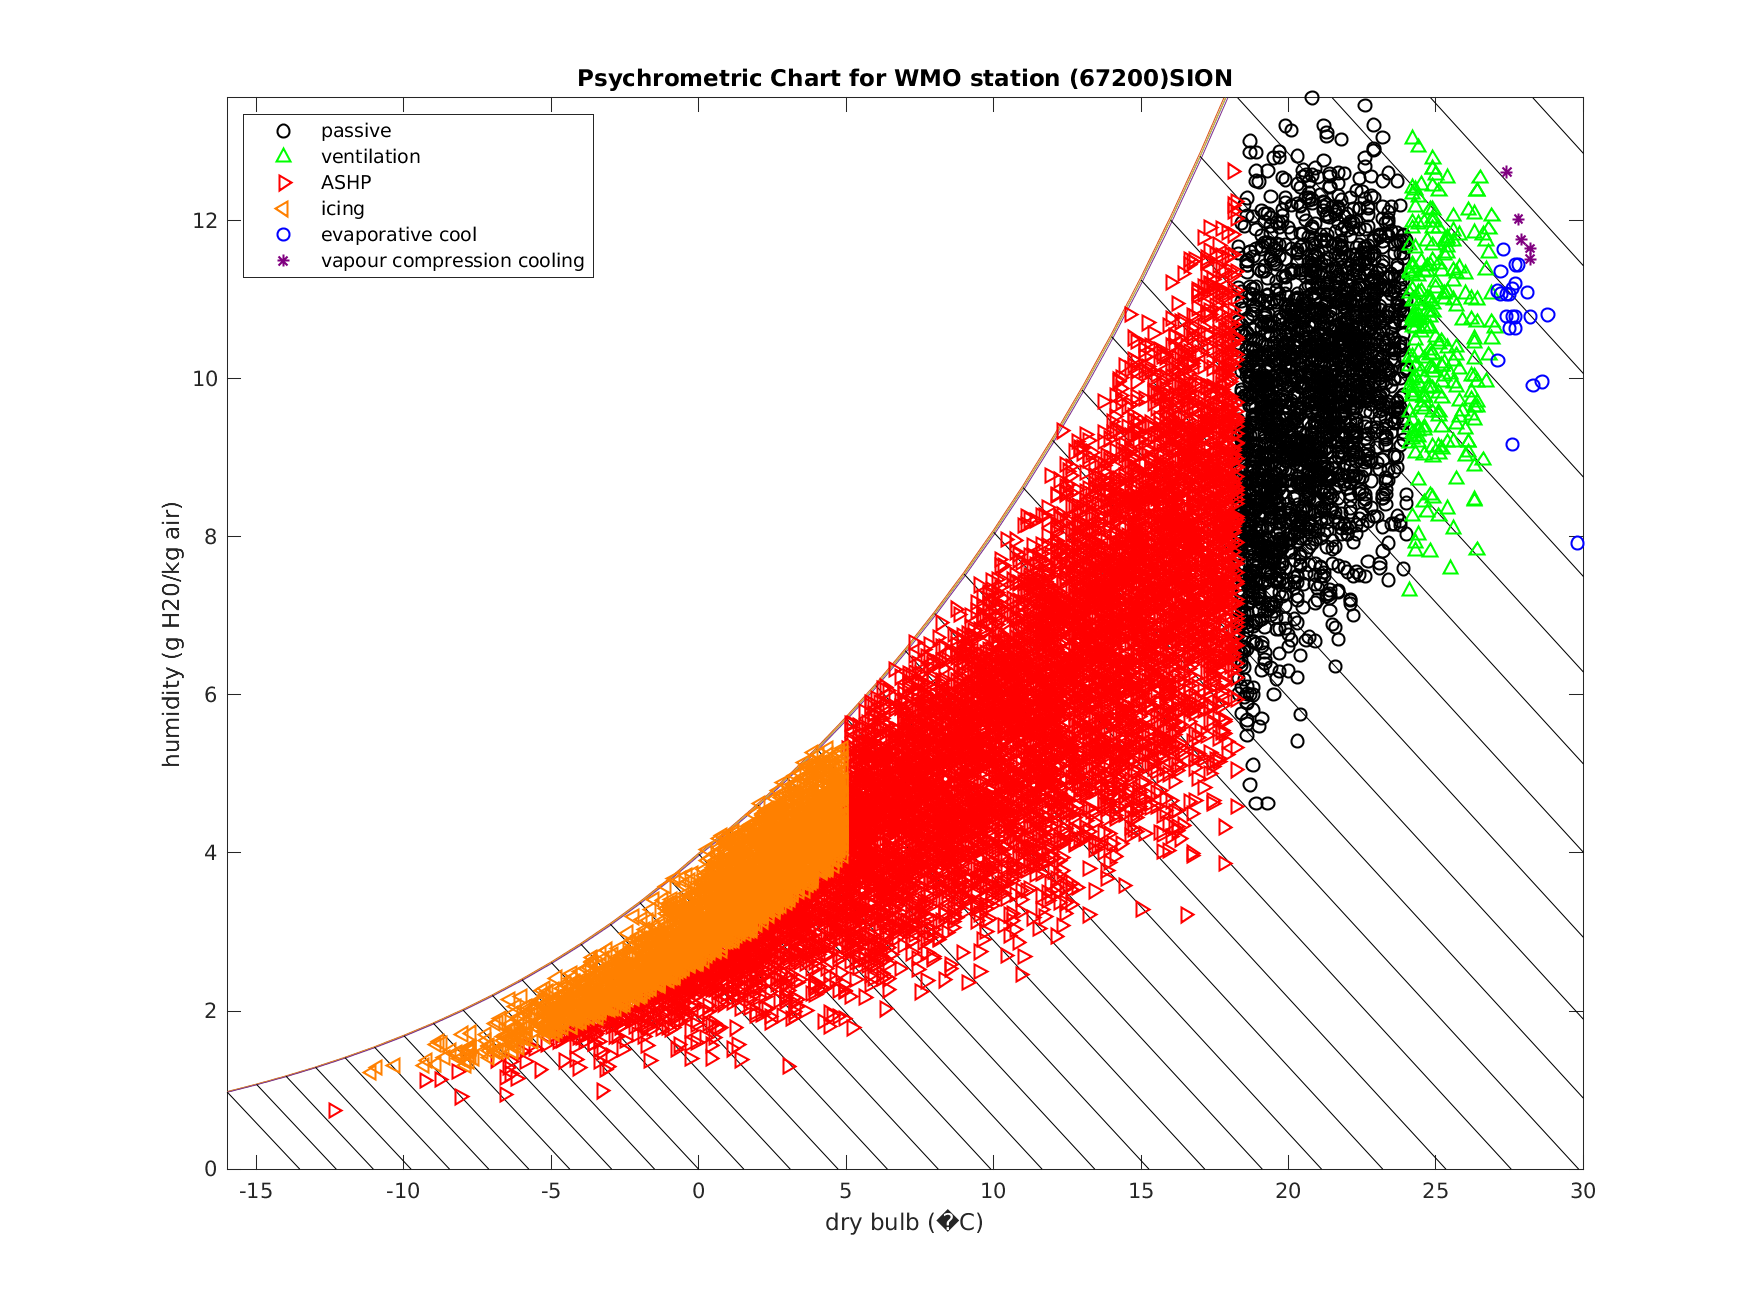 Psychrometric Chart for WMO station (67200)SION
passive
ventilation
ASHP
icing
evaporative cool
vapour compression cooling
humidity (g H20/kg air)
12
10
8
6
4
2
0
-15 -10 -5 0 5 10 15 20 25 30
dry bulb (�C)